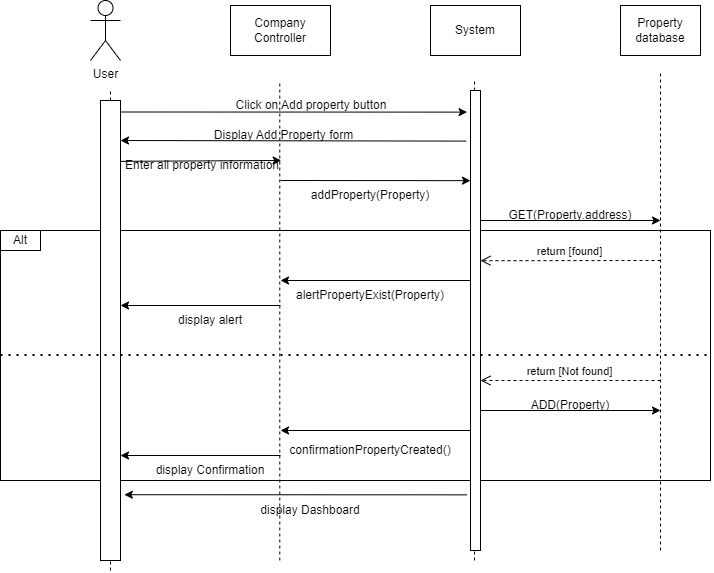 Company
Controller
System
Property
database
User
Click on Add property button
Display Add Property form
Enter all property information
addProperty(Property)
GET(Property.address)
Alt
return [found]
alertPropertyExist(Property)
display alert
return [Not found]
ADD(Property)
confirmationPropertyCreated()
display Confirmation
display Dashboard